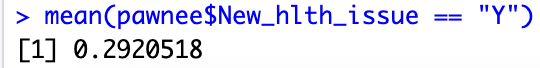 > mean(pawnee$New_hlth_issue == "Y")
[1] 0.2920518